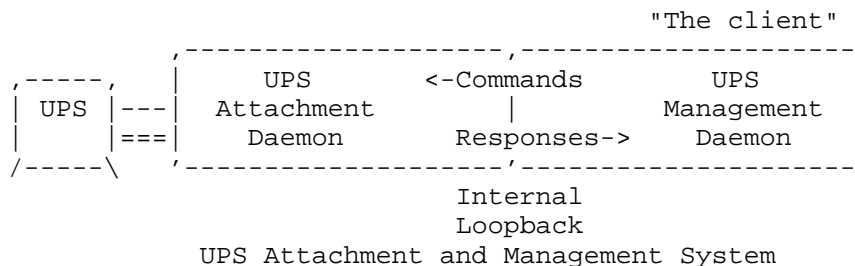 "The client"
UPS <-Commands UPS
UPS Attachment | Management
Daemon Responses-> Daemon
Internal
Loopback
UPS Attachment and Management System